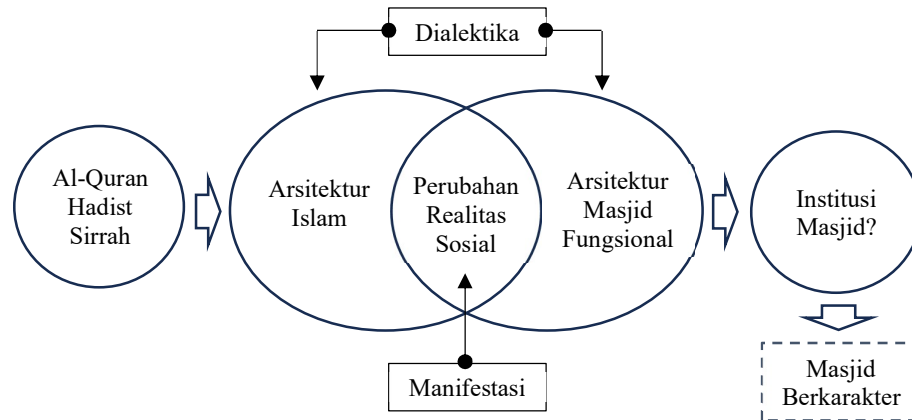 Dialektika
Al-Quran
Hadist
Sirrah
Arsitektur
Islam
Perubahan
Realitas
Sosial
Arsitektur
Masjid
Fungsional
Institusi
Masjid?
Manifestasi
Masjid
Berkarakter